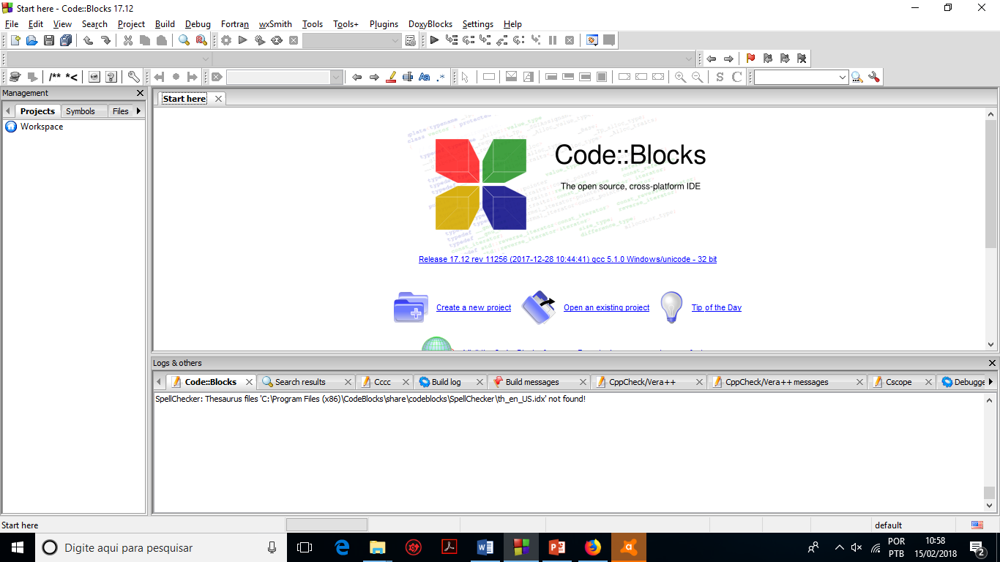 Start here - Code::Blocks 17.12
File Edit View Search Project Build Debug Fortran wxSmith Tools Tools+ Plugins DoxyBlocks Settings Help
/** *< Aa .* S C
Management
Start here
Projects Symbols Files
Workspace
Code::Blocks
The open source, cross-platform IDE
Release 17.12 rev 11256 (2017-12-28 10:44:41) gcc 5.1.0 Windows/unicode - 32 bit
Create a new project Open an existing project Tip of the Day
Logs & others
Code::Blocks Search results Cccc Build log Build messages CppCheck/Vera++ CppCheck/Vera++ messages Cscope Debugge
SpellChecker: Thesaurus files 'C:\Program Files (x86)\CodeBlocks\share\codeblocks\SpellChecker\th_en_US.idx' not found!
Start here default
Digite aqui para pesquisar
POR 10:58
PTB 15/02/2018 2